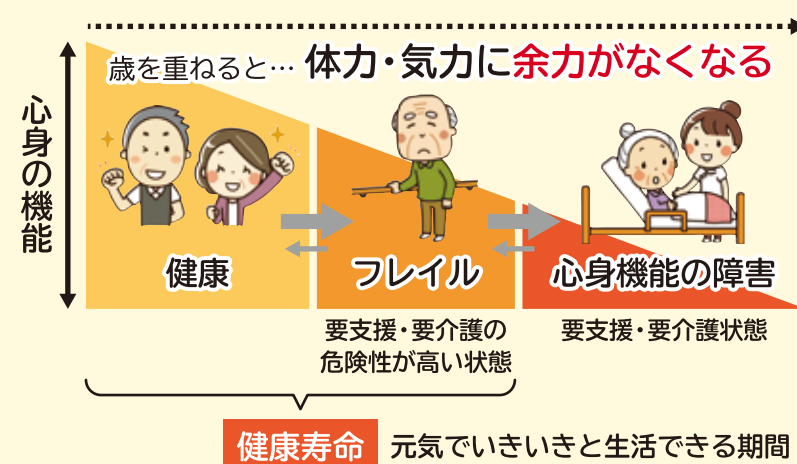 歳を重ねると… 体力・気力に余力がなくなる
心身の機能
健康
フレイル
心身機能の障害
要支援・要介護の
危険性が高い状態
要支援・要介護状態
健康寿命 元気でいきいきと生活できる期間